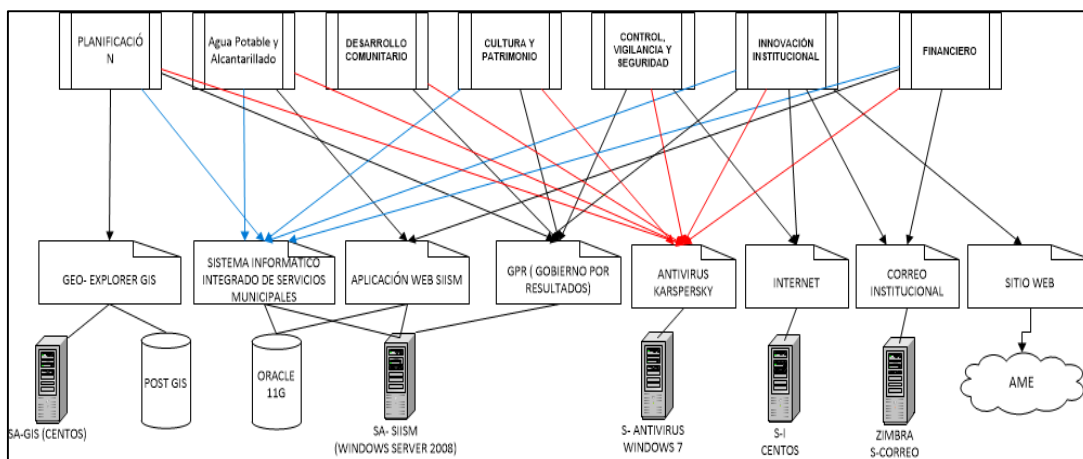 PLANIFICACIÓ
N
Agua Potable y
Alcantarillado
DESARROLLO
COMUNITARIO
CULTURA Y
PATRIMONIO
CONTROL,
VIGILANCIA Y
SEGURIDAD
INNOVACIÓN
INSTITUCIONAL
FINANCIERO
GEO- EXPLORER GIS
SISTEMA INFORMÁTICO
INTEGRADO DE SERVICIOS
MUNICIPALES
APLICACIÓN WEB SIISM
GPR ( GOBIERNO POR
RESULTADOS)
ANTIVIRUS
KARSPERSKY
INTERNET
CORREO
INSTITUCIONAL
SITIO WEB
SA-GIS (CENTOS)
POST GIS
ORACLE
11G
SA- SIISM
(WINDOWS SERVER 2008)
S- ANTIVIRUS
WINDOWS 7
S-I
CENTOS
ZIMBRA
S-CORREO
AME